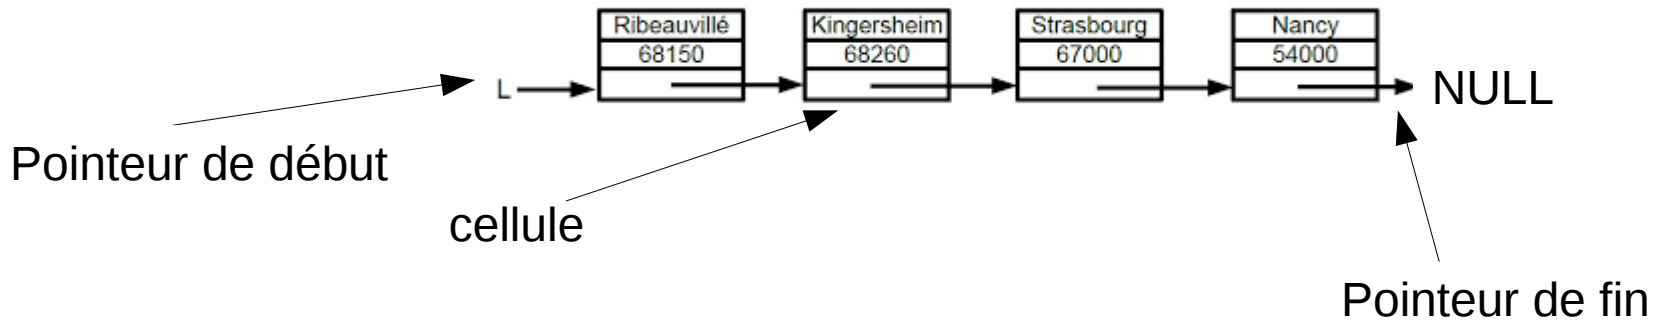 Ribeauvillé Kingersheim Strasbourg Nancy
68150 68260 67000 54000
L NULL
Pointeur de début
cellule
Pointeur de fin